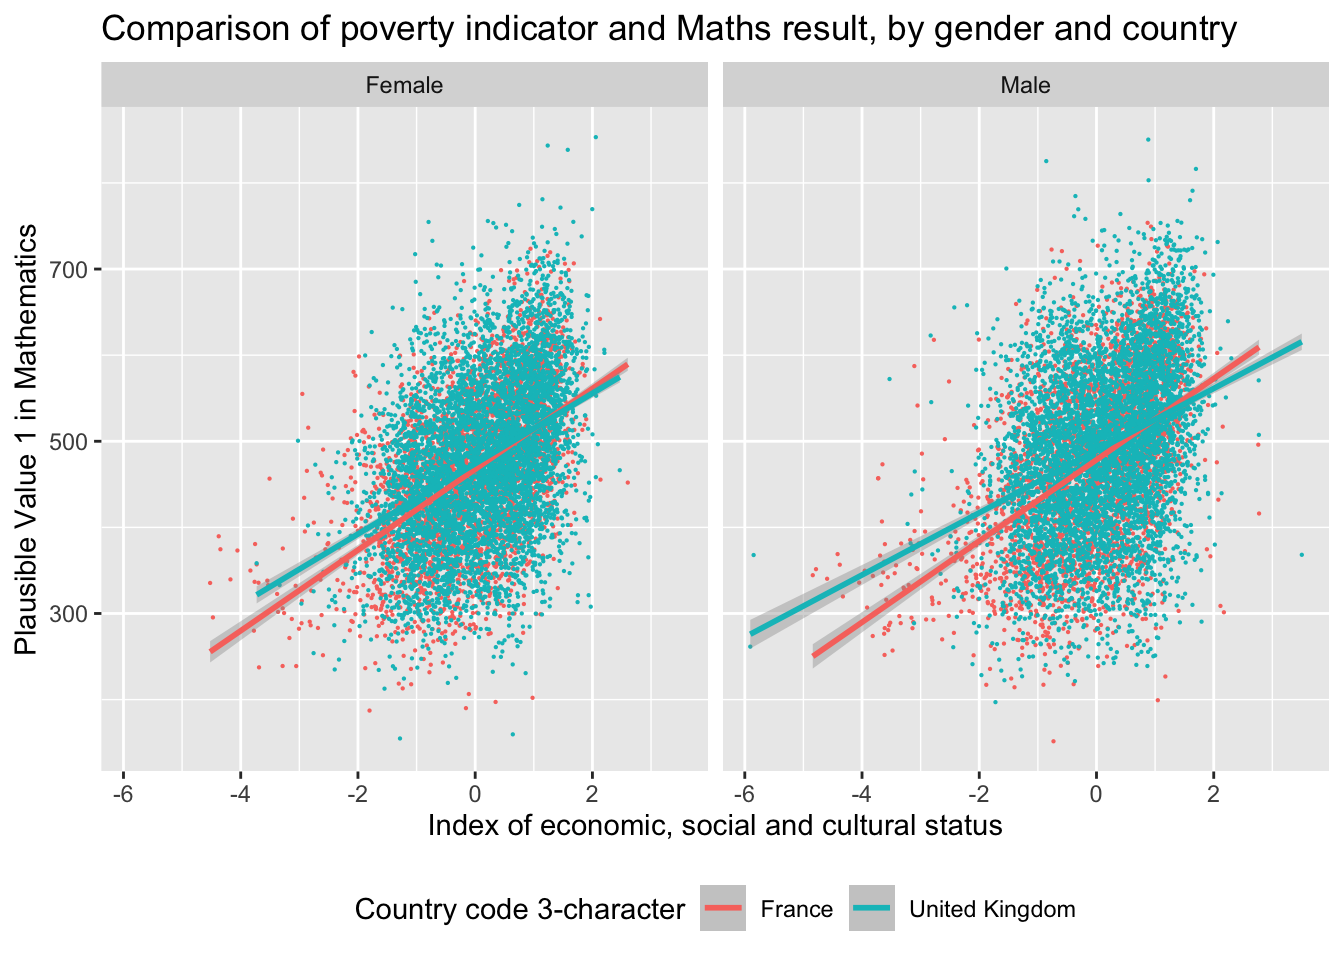 Comparison of poverty indicator and Maths result, by gender and country
Female
Male
Plausible Value 1 in Mathematics
700
500
300
-6 -4 -2 0 2
-6 -4 -2 0 2
Index of economic, social and cultural status
Country code 3-character France United Kingdom